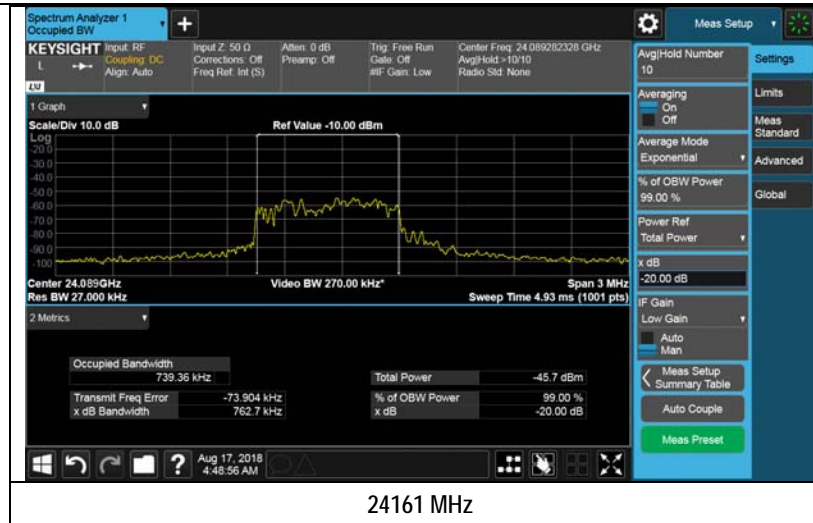 Spectrum Analyzer 1
Occupied BW
+
Meas Setup
KEYSIGHT
L
LXI
Input: RF
Coupling: DC
Align: Auto
Input Z: 50 Ω
Corrections: Off
Freq Ref: Int (S)
Atten: 0 dB
Preamp: Off
Trig: Free Run
Gate: Off
#IF Gain: Low
Center Freq: 24.089282328 GHz
Avg|Hold:>10/10
Radio Std: None
1 Graph
Scale/Div 10.0 dB
Ref Value -10.00 dBm
Log
-20.0
-30.0
-40.0
-50.0
-60.0
-70.0
-80.0
-90.0
-100
Center 24.089GHz
Video BW 270.00 kHz*
Span 3 MHz
Res BW 27.000 kHz
Sweep Time 4.93 ms (1001 pts)
2 Metrics
Occupied Bandwidth
739.36 kHz
Total Power -45.7 dBm
Transmit Freq Error -73.904 kHz
% of OBW Power 99.00 %
x dB Bandwidth 762.7 kHz
x dB -20.00 dB
?
Aug 17, 2018
4:48:56 AM
Avg|Hold Number
10
Averaging
On
Off
Average Mode
Exponential
% of OBW Power
99.00 %
Power Ref
Total Power
x dB
-20.00 dB
IF Gain
Low Gain
Auto
Man
Meas Setup
Summary Table
Auto Couple
Meas Preset
Settings
Limits
Meas
Standard
Advanced
Global
24161 MHz